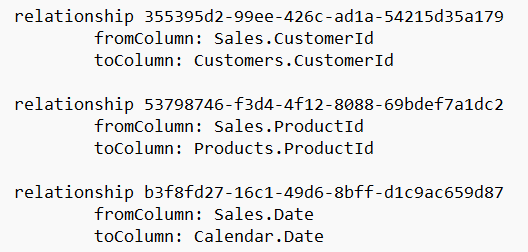 relationship 355395d2-99ee-426c-ad1a-54215d35a179
fromColumn: Sales.CustomerId
toColumn: Customers.CustomerId
relationship 53798746-f3d4-4f12-8088-69bdef7a1dc2
fromColumn: Sales.ProductId
toColumn: Products.ProductId
relationship b3f8fd27-16c1-49d6-8bff-d1c9ac659d87
fromColumn: Sales.Date
toColumn: Calendar.Date